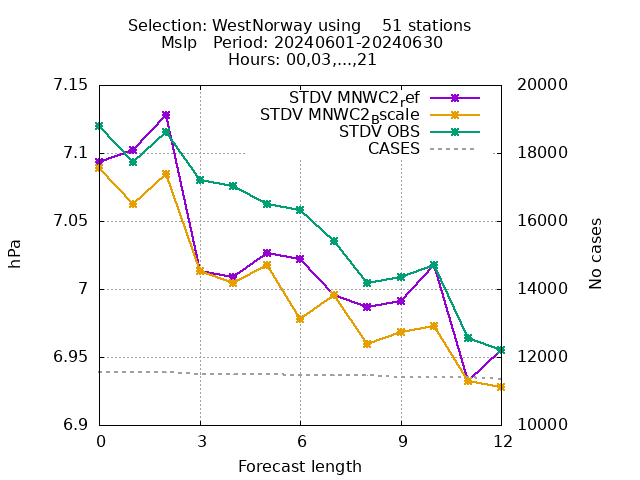 Selection: WestNorway using    51 stations
Mslp   Period: 20240601-20240630
Hours: 00,03,...,21
7.15
7.1
7.05
7
6.95
6.9
hPa
STDV MNWC2_ref
STDV MNWC2_Bscale
STDV OBS
CASES
20000
18000
16000
14000
12000
10000
No cases
0 3 6 9 12
Forecast length